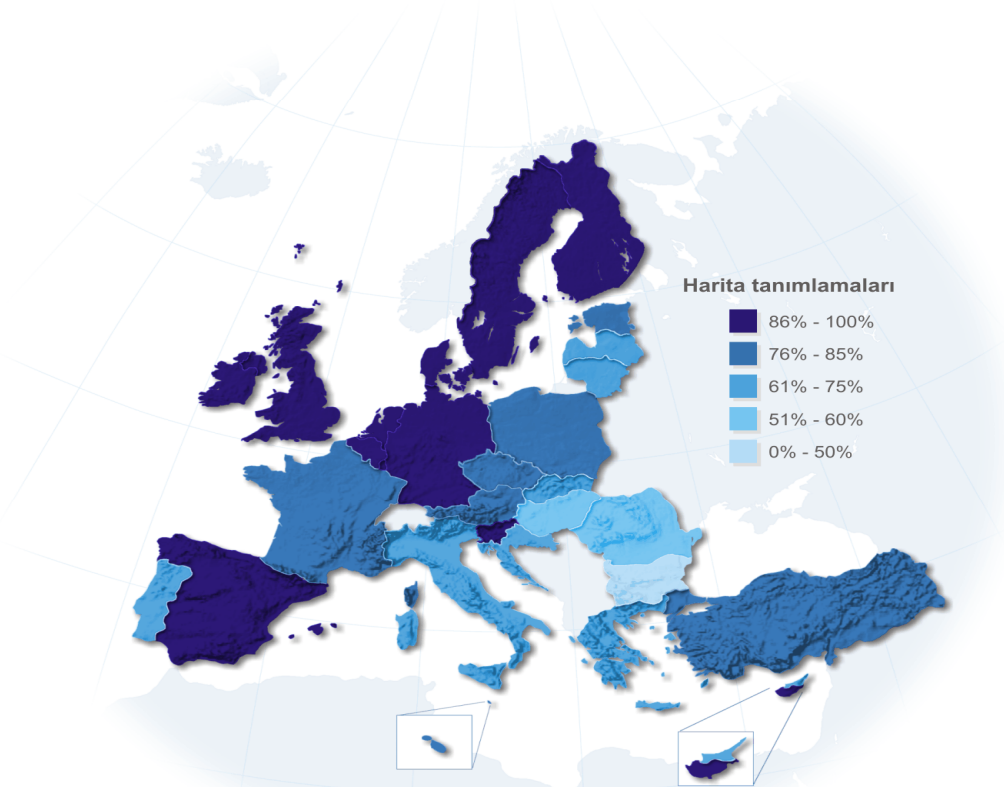 Harita tanımlamaları
86% - 100%
76% - 85%
61% - 75%
51% - 60%
0% - 50%